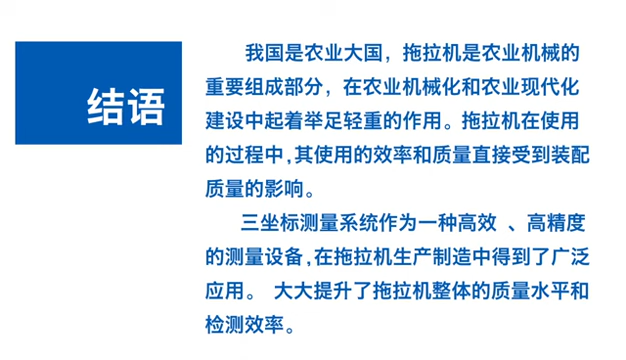 结语
我国是农业大国，拖拉机是农业机械的
重要组成部分，在农业机械化和农业现代化
建设中起着举足轻重的作用。拖拉机在使用
的过程中,其使用的效率和质量直接受到装配
质量的影响。
三坐标测量系统作为一种高效 、高精度
的测量设备,在拖拉机生产制造中得到了广泛
应用。 大大提升了拖拉机整体的质量水平和
检测效率。